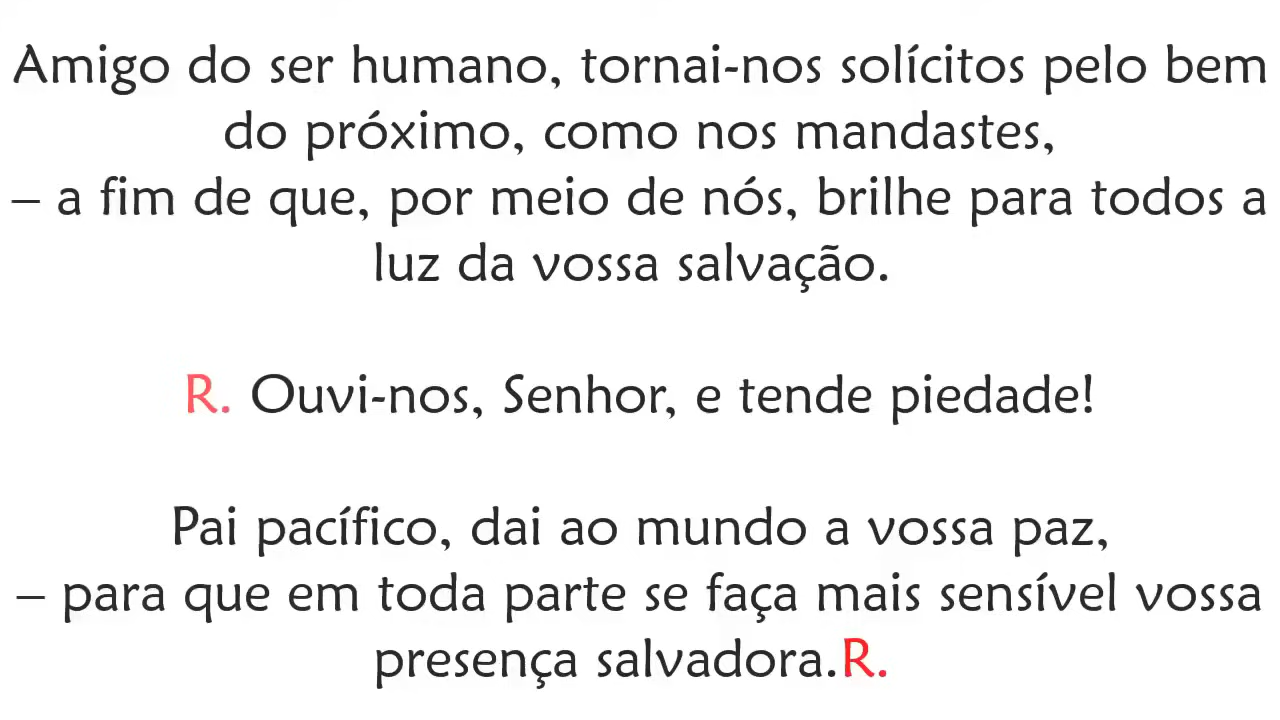 Amigo do ser humano, tornai-nos solícitos pelo bem
do próximo, como nos mandastes,
– a fim de que, por meio de nós, brilhe para todos a
luz da vossa salvação.
R. Ouvi-nos, Senhor, e tende piedade!
Pai pacífico, dai ao mundo a vossa paz,
– para que em toda parte se faça mais sensível vossa
presença salvadora.R.